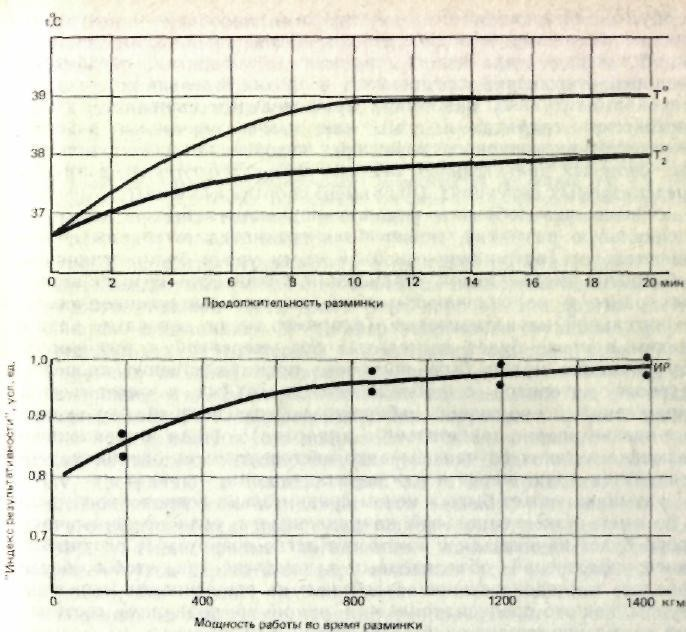 t,°C
39
38
37
T₁°
T₂°
0 2 4 6 8 10 12 14 16 18 20 мин
Продолжительность разминки
"Индекс результативности", усл. ед.
1,0
0,9
0,8
0,7
ИР
0 400 800 1200 1400 кгм
Мощность работы во время разминки